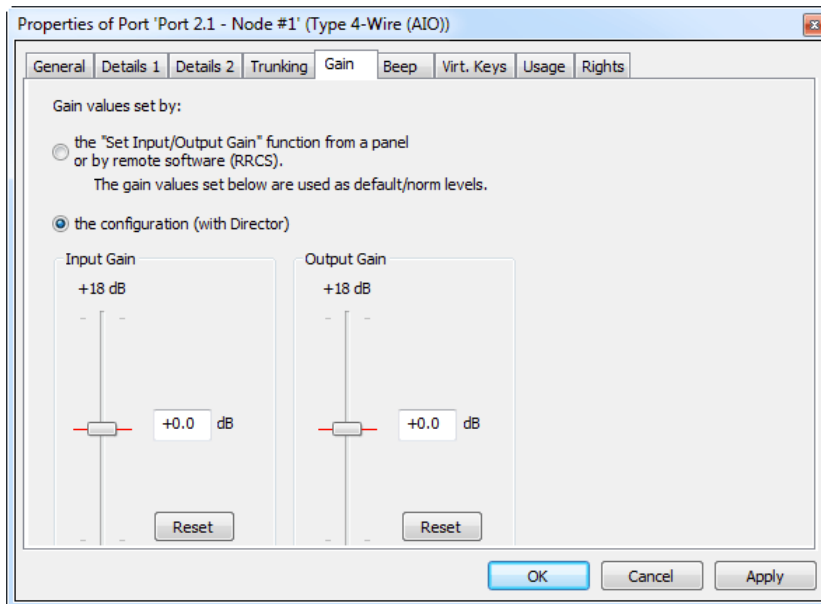 Properties of Port 'Port 2.1 - Node #1' (Type 4-Wire (AIO))
General Details 1 Details 2 Trunking Gain Beep Virt. Keys Usage Rights
Gain values set by:
the "Set Input/Output Gain" function from a panel
or by remote software (RRCS).
The gain values set below are used as default/norm levels.
the configuration (with Director)
Input Gain Output Gain
+18 dB +18 dB
+0.0 dB +0.0 dB
Reset Reset
OK Cancel Apply